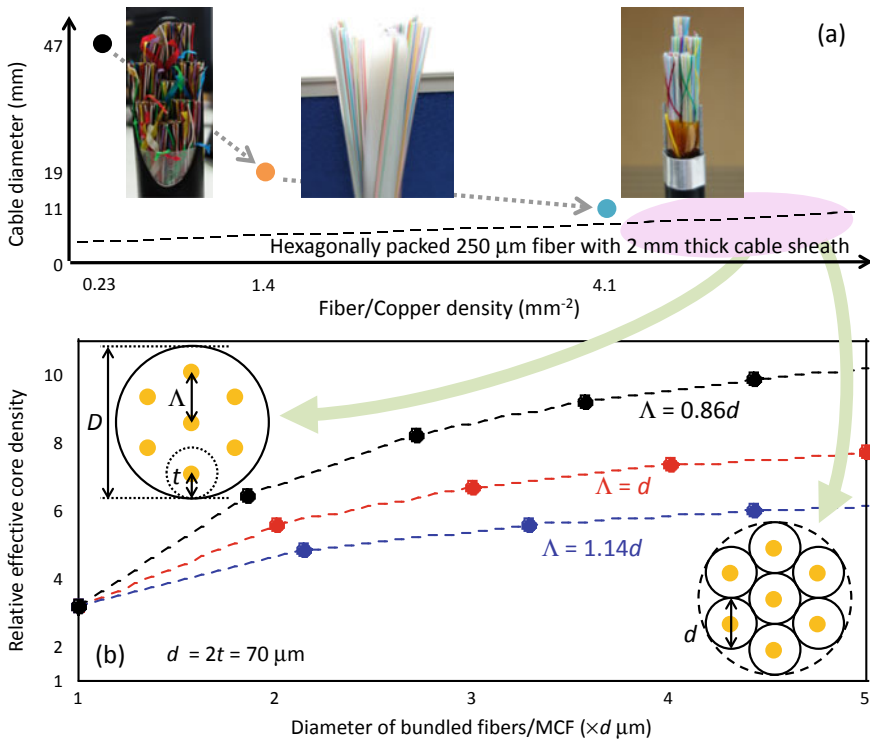 (a)
Cable diameter (mm)
47
19
11
0
Hexagonally packed 250 μm fiber with 2 mm thick cable sheath
0.23
1.4
4.1
Fiber/Copper density (mm⁻²)
Relative effective core density
10
8
6
4
2
1
D
Λ
t
Λ = 0.86d
Λ = d
Λ = 1.14d
d
(b)
d = 2t = 70 μm
1
2
3
4
5
Diameter of bundled fibers/MCF (×d μm)